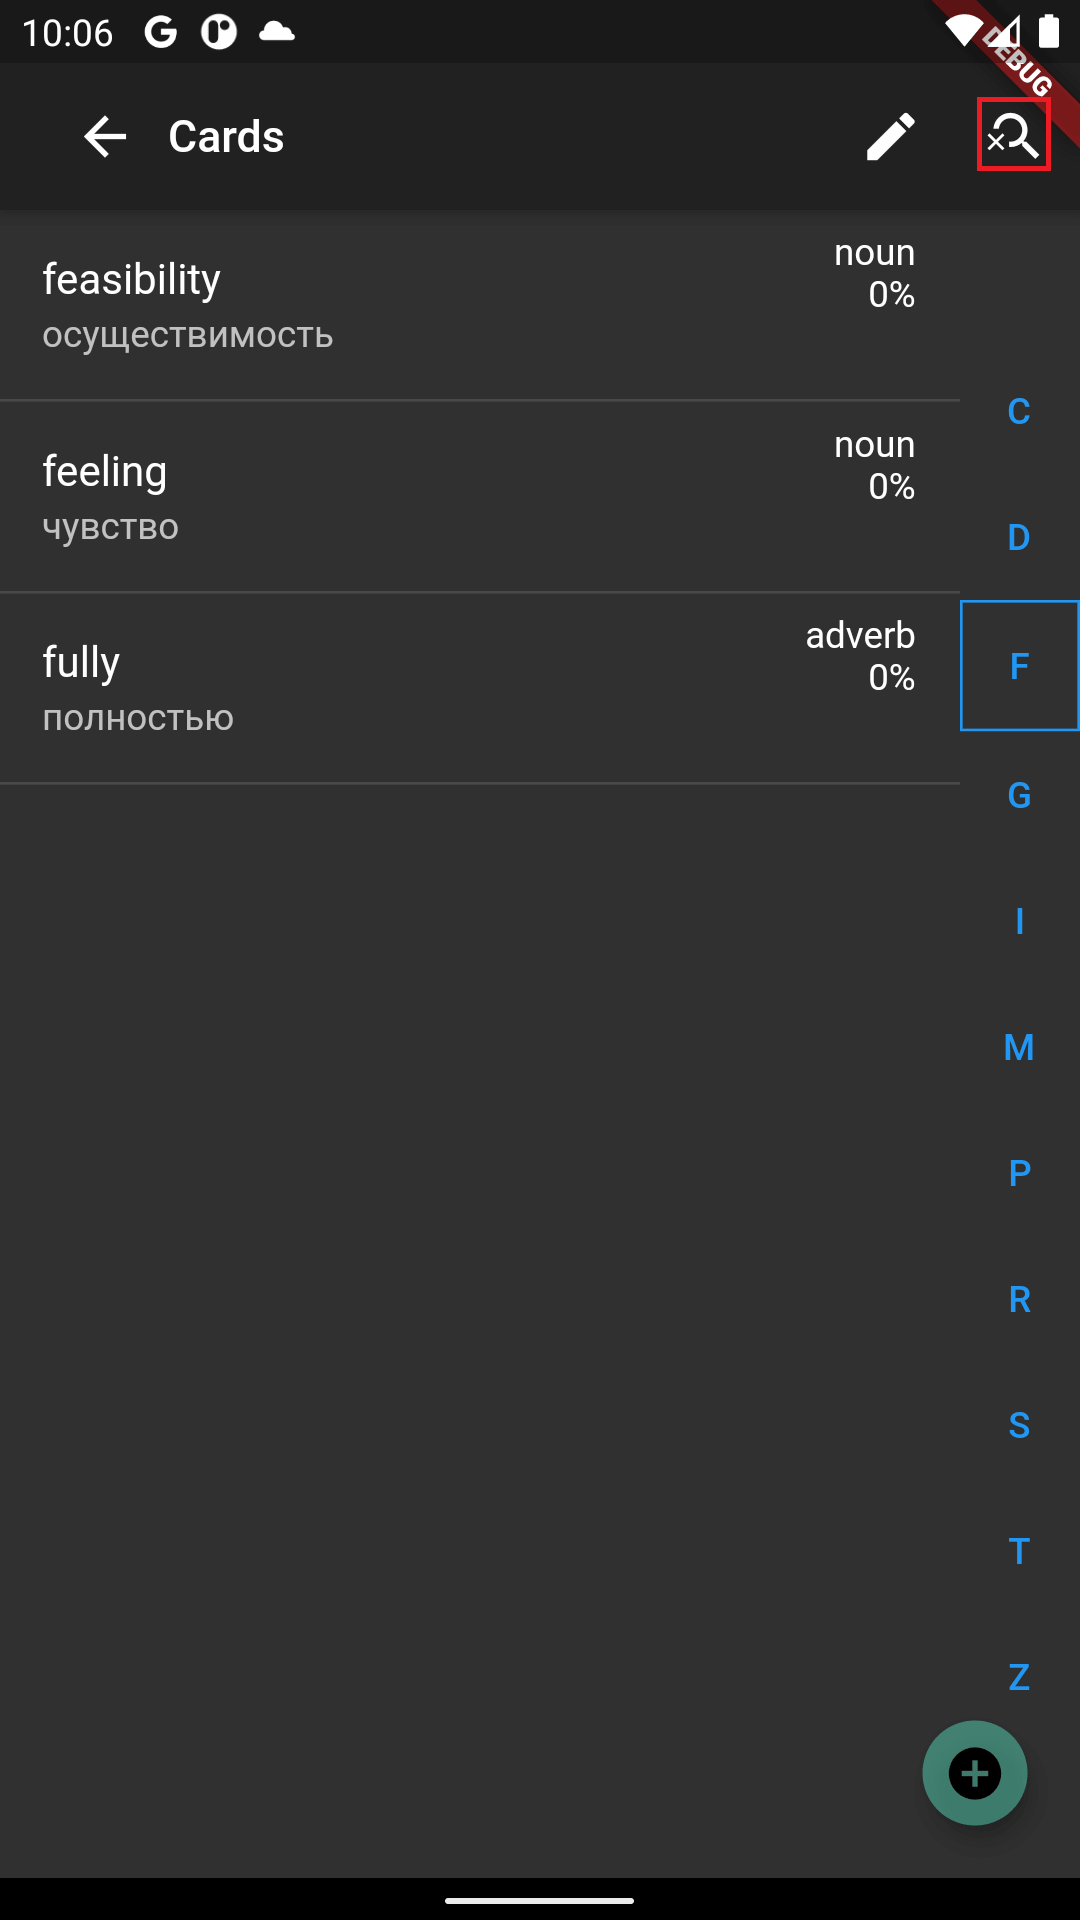 10:06
DEBUG
Cards
feasibility
noun
0%
осуществимость
feeling
noun
0%
чувство
fully
adverb
0%
полностью
C
D
F
G
I
M
P
R
S
T
Z